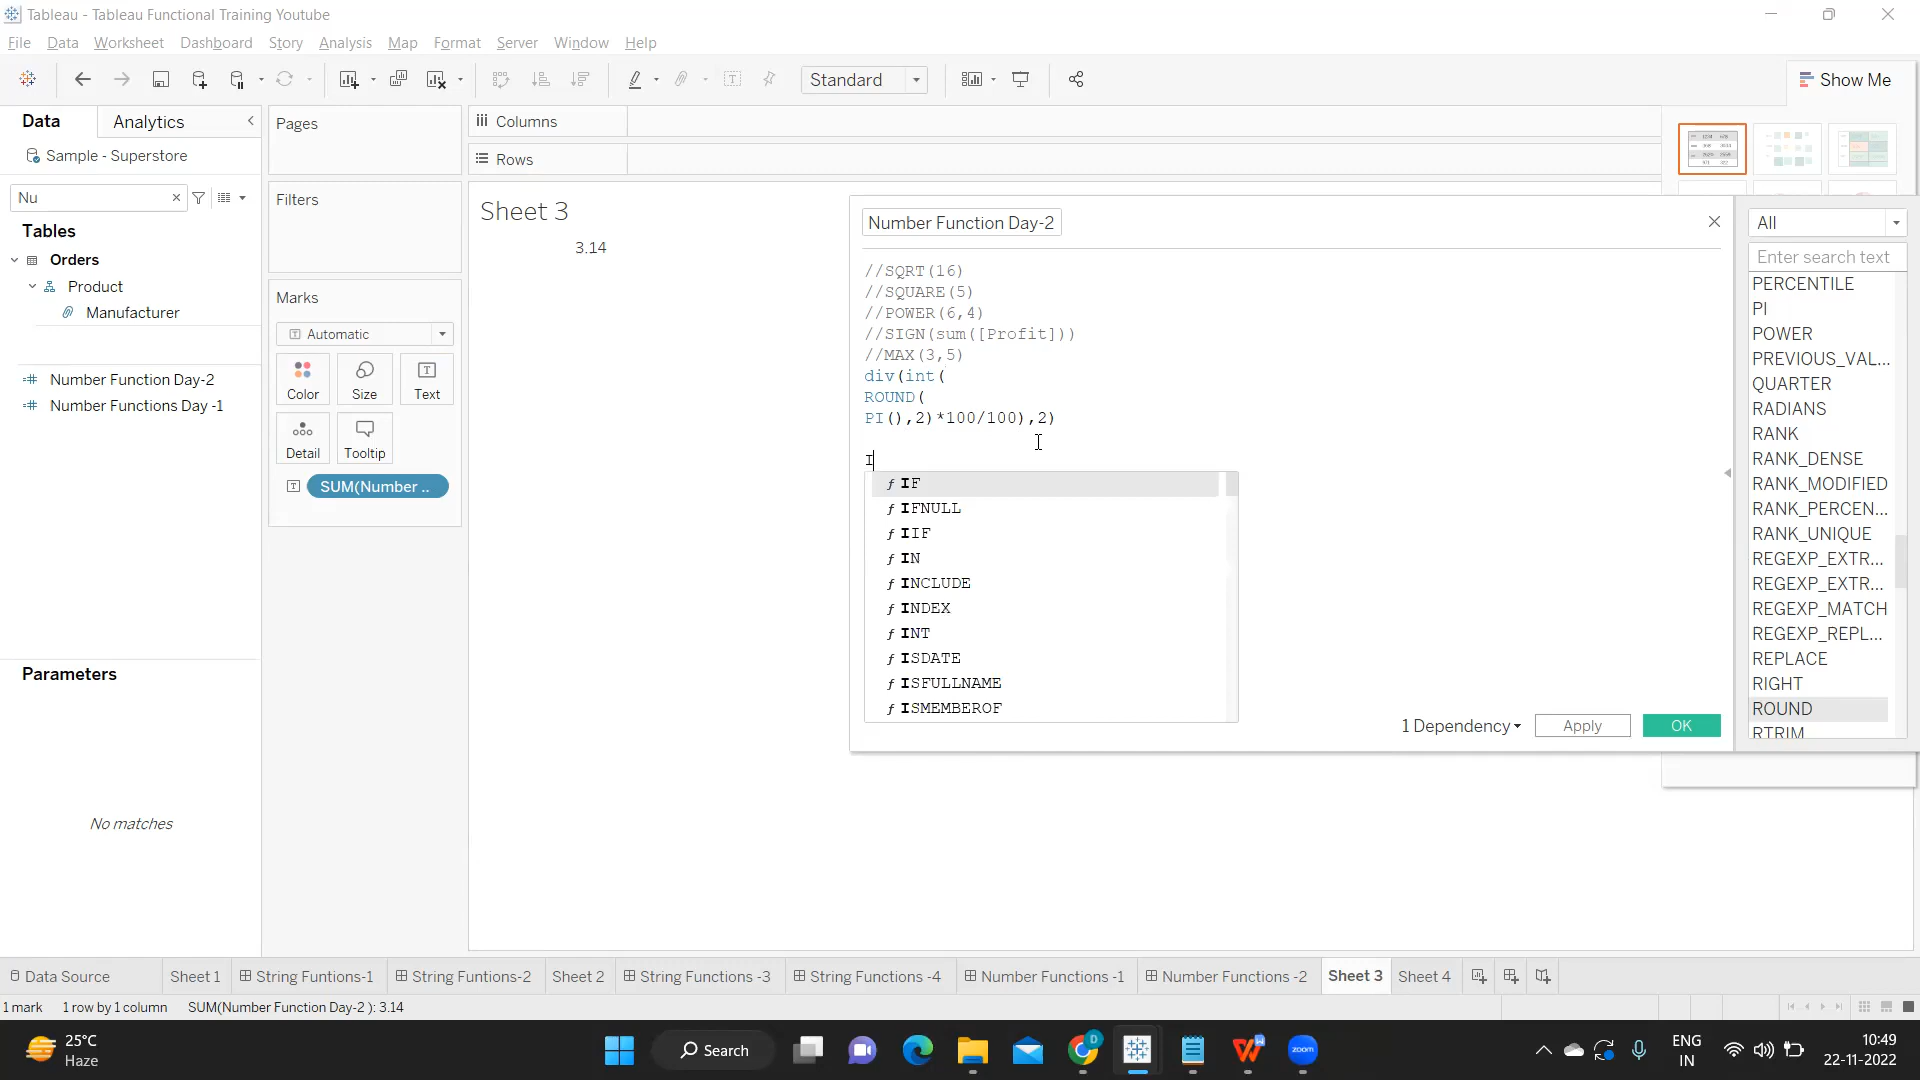 Tableau - Tableau Functional Training Youtube
File Data Worksheet Dashboard Story Analysis Map Format Server Window Help
Standard
Show Me
Data
Analytics
Pages
Columns
Sample - Superstore
Rows
Nu
Filters
Tables
Orders
Product
Manufacturer
Number Function Day-2
Number Functions Day -1
Marks
Automatic
Color
Size
Text
Detail
Tooltip
SUM(Number ..
Parameters
No matches
Sheet 3
3.14
Number Function Day-2
//SQRT(16)
//SQUARE(5)
//POWER(6,4)
//SIGN(sum([Profit]))
//MAX(3,5)
div(int(
ROUND(
PI(),2)*100/100),2)
I
IF
IFNULL
IIF
IN
INCLUDE
INDEX
INT
ISDATE
ISFULLNAME
ISMEMBEROF
1 Dependency
Apply
OK
All
Enter search text
PERCENTILE
PI
POWER
PREVIOUS_VAL...
QUARTER
RADIANS
RANK
RANK_DENSE
RANK_MODIFIED
RANK_PERCEN...
RANK_UNIQUE
REGEXP_EXTR...
REGEXP_EXTR...
REGEXP_MATCH
REGEXP_REPL...
REPLACE
RIGHT
ROUND
RTRIM
Data Source Sheet 1 String Funtions-1 String Funtions-2 Sheet 2 String Functions -3 String Functions -4 Number Functions -1 Number Functions -2 Sheet 3 Sheet 4
1 mark 1 row by 1 column SUM(Number Function Day-2 ): 3.14
25°C
Haze
Search
zoom
ENG
IN
10:49
22-11-2022